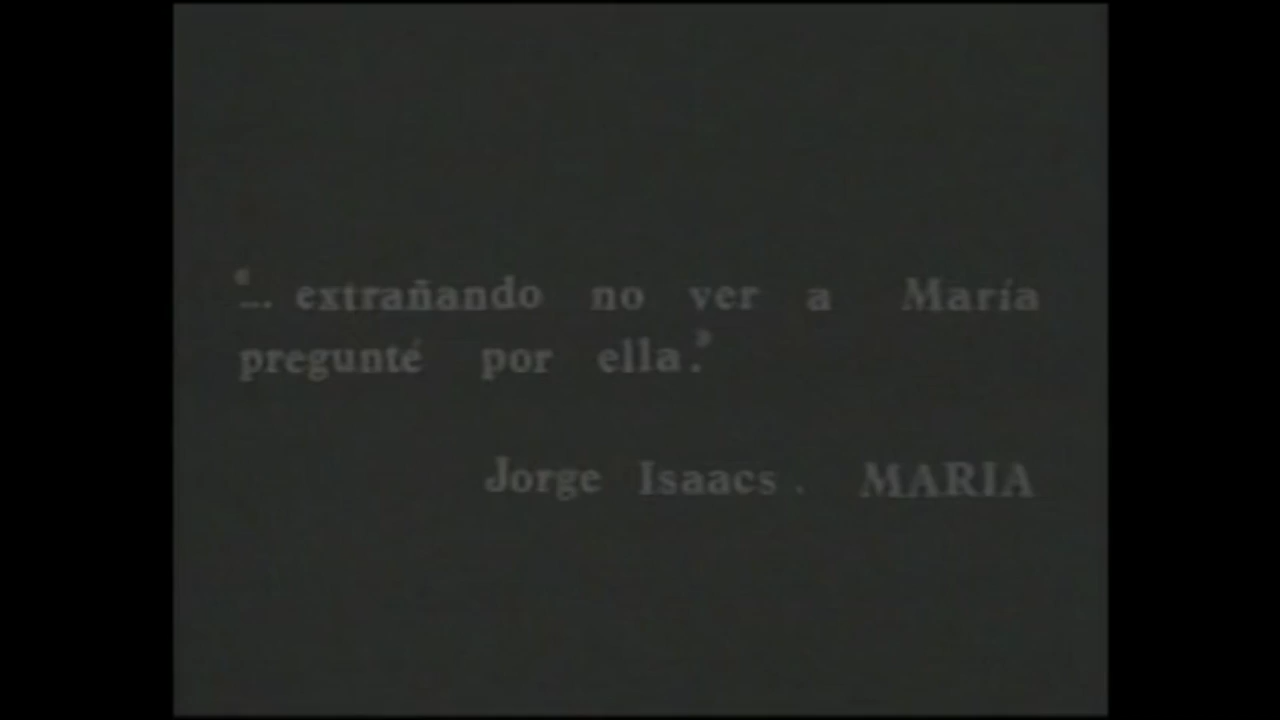 “... extrañando no ver a María
pregunté por ella.”
Jorge Isaacs. MARIA